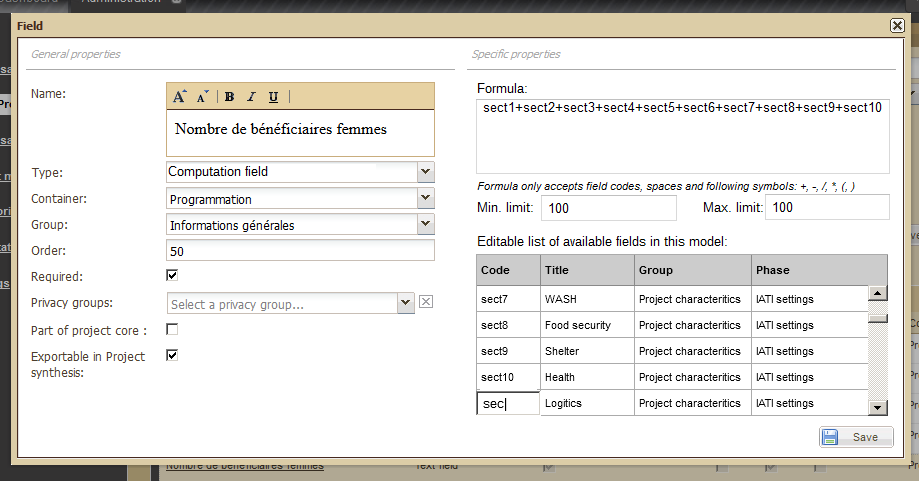 Administration
Field
General properties
Name:
B I U
Nombre de bénéficiaires femmes
Type: Computation field
Container: Programmation
Group: Informations générales
Order: 50
Required:
Privacy groups: Select a privacy group...
Part of project core :
Exportable in Project
synthesis:
Specific properties
Formula:
sect1+sect2+sect3+sect4+sect5+sect6+sect7+sect8+sect9+sect10
Formula only accepts field codes, spaces and following symbols: +, -, /, *, (, )
Min. limit: 100 Max. limit: 100
Editable list of available fields in this model:
Code Title Group Phase
sect7 WASH Project characteritics IATI settings
sect8 Food security Project characteritics IATI settings
sect9 Shelter Project characteritics IATI settings
sect10 Health Project characteritics IATI settings
sec Logitics Project characteritics IATI settings
Save
Nombre de bénéficiaires femmes Text field